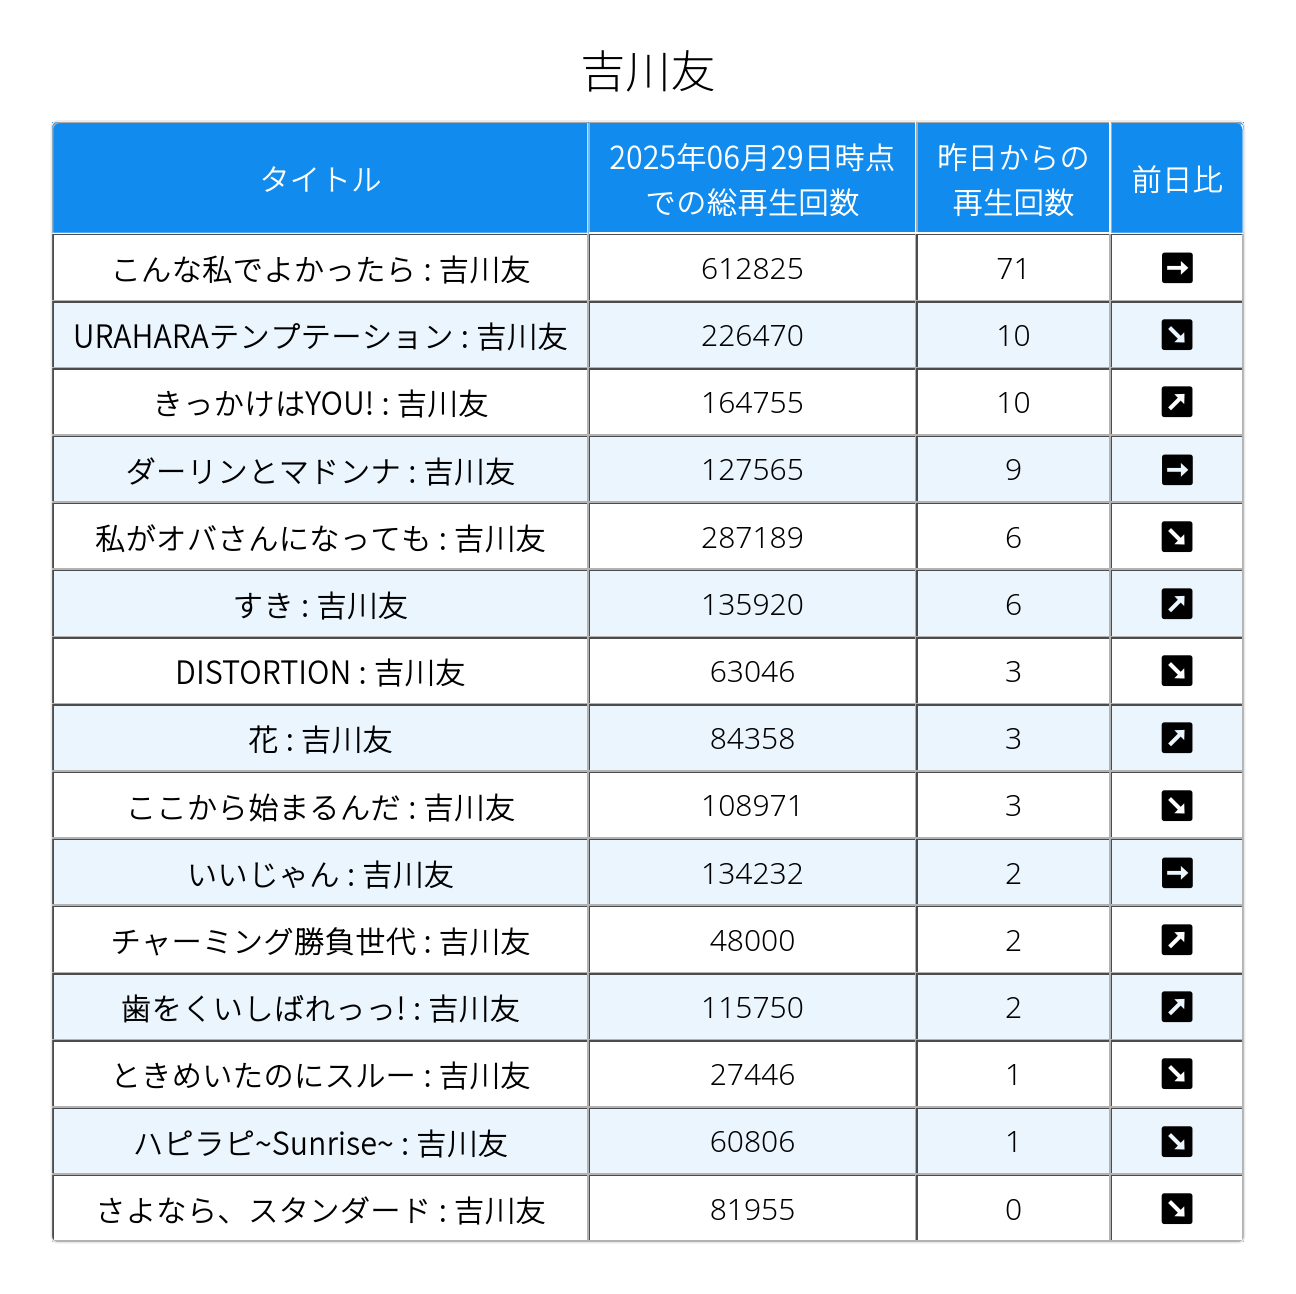 吉川友
タイトル 2025年06月29日時点での総再生回数 昨日からの再生回数 前日比
こんな私でよかったら : 吉川友 612825 71 ➡
URAHARAテンプテーション : 吉川友 226470 10 ↘
きっかけはYOU! : 吉川友 164755 10 ↗
ダーリンとマドンナ : 吉川友 127565 9 ➡
私がオバさんになっても : 吉川友 287189 6 ↘
すき : 吉川友 135920 6 ↗
DISTORTION : 吉川友 63046 3 ↘
花 : 吉川友 84358 3 ↗
ここから始まるんだ : 吉川友 108971 3 ↘
いいじゃん : 吉川友 134232 2 ➡
チャーミング勝負世代 : 吉川友 48000 2 ↗
歯をくいしばれっっ! : 吉川友 115750 2 ↗
ときめいたのにスルー : 吉川友 27446 1 ↘
ハピラピ~Sunrise~ : 吉川友 60806 1 ↘
さよなら、スタンダード : 吉川友 81955 0 ↘